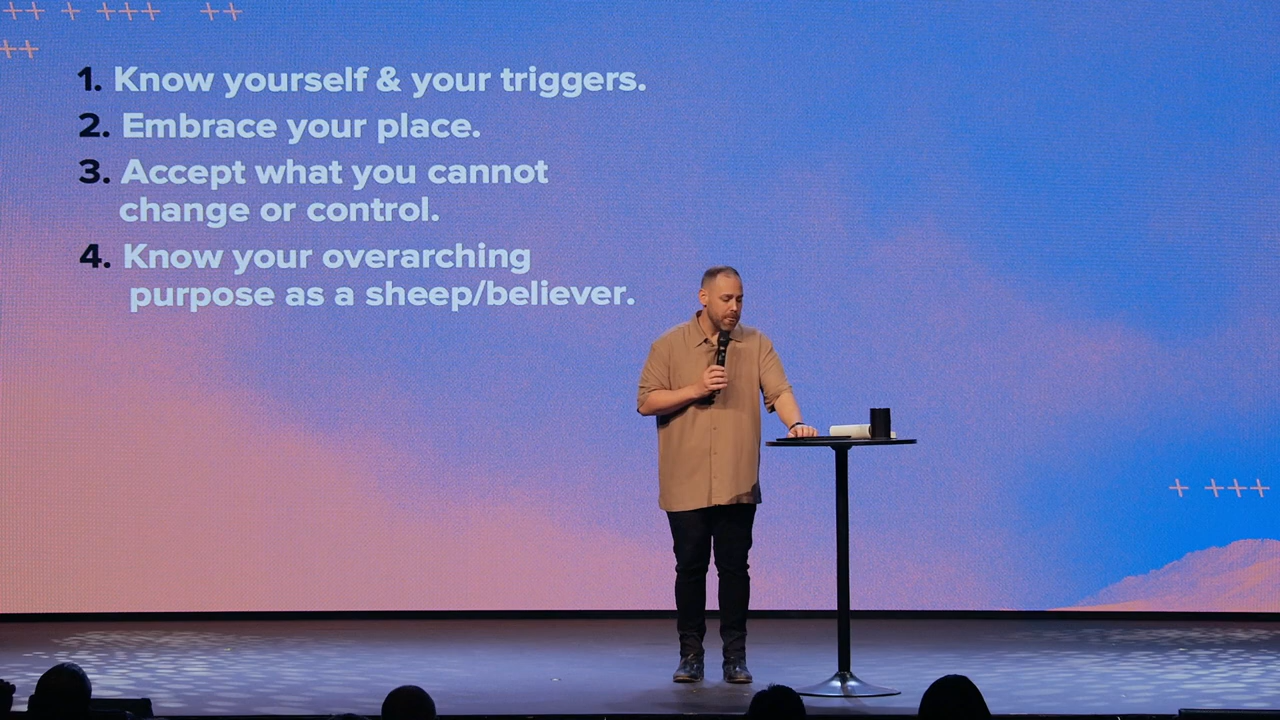 1. Know yourself & your triggers.
2. Embrace your place.
3. Accept what you cannot
change or control.
4. Know your overarching
purpose as a sheep/believer.